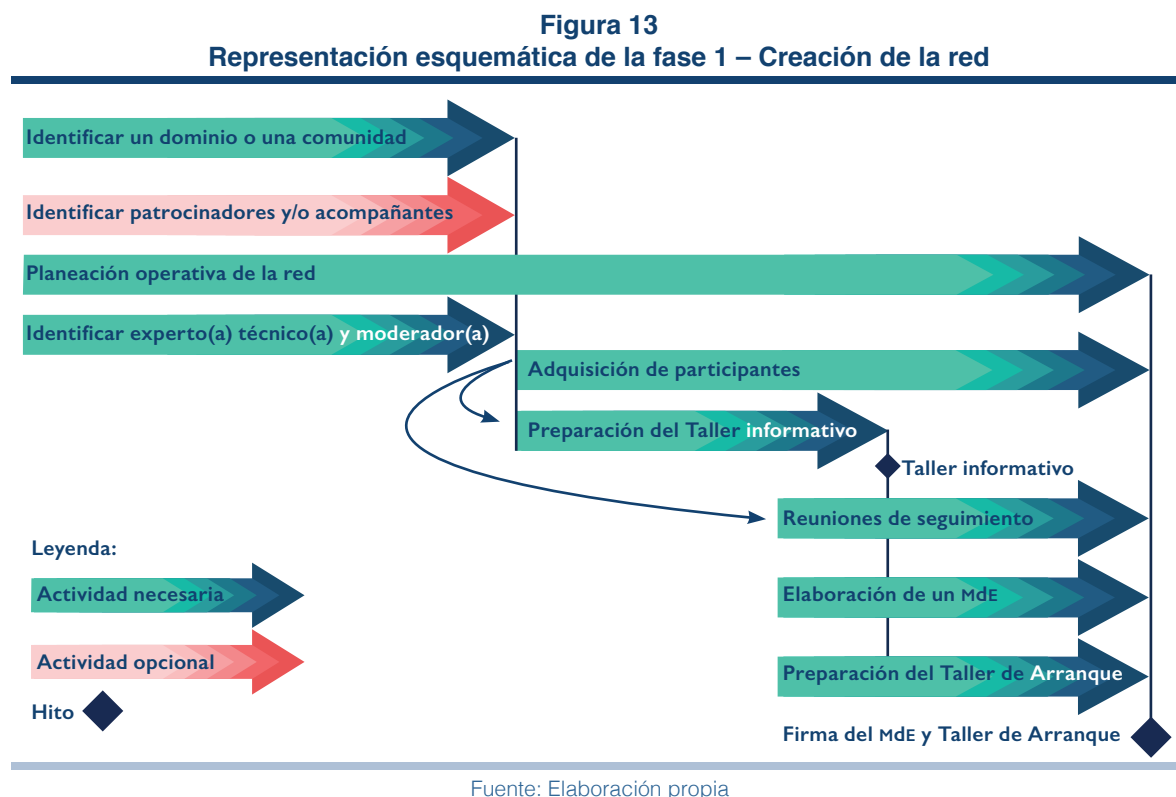 Figura 13
Representación esquemática de la fase 1 – Creación de la red
Identificar un dominio o una comunidad
Identificar patrocinadores y/o acompañantes
Planeación operativa de la red
Identificar experto(a) técnico(a) y moderador(a)
Adquisición de participantes
Preparación del Taller informativo
Taller informativo
Reuniones de seguimiento
Leyenda:
Actividad necesaria
Elaboración de un MdE
Actividad opcional
Preparación del Taller de Arranque
Hito
Firma del MdE y Taller de Arranque
Fuente: Elaboración propia